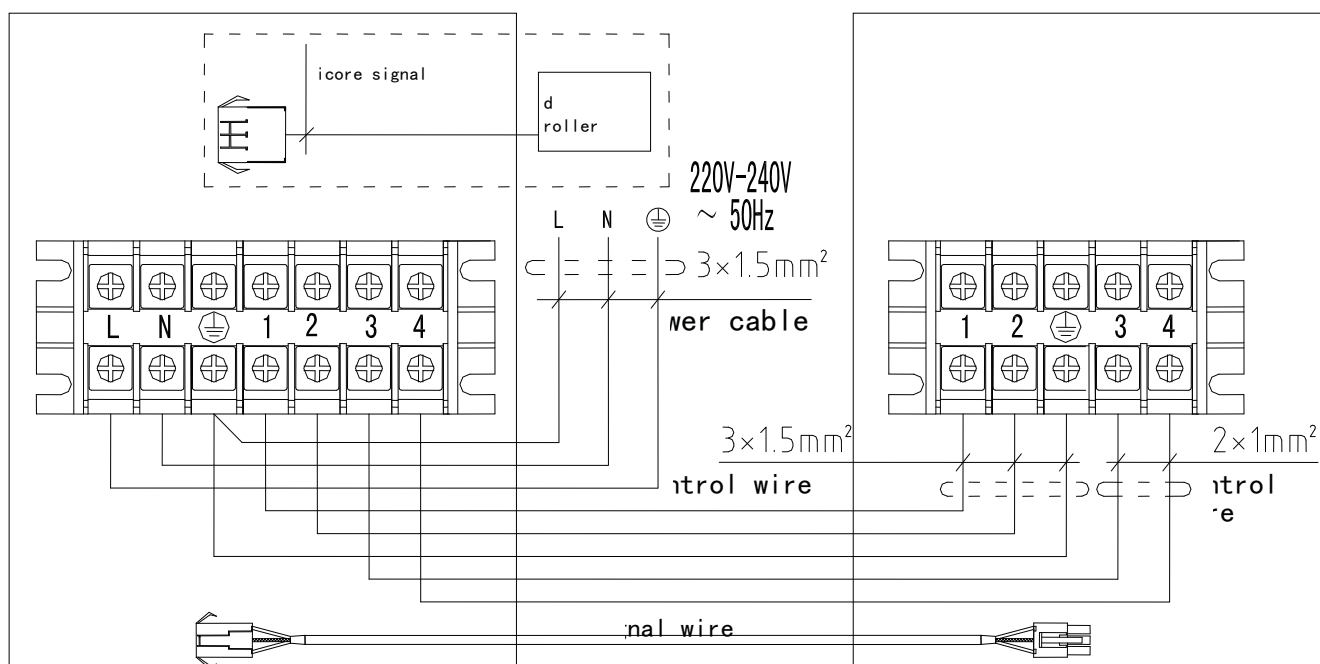 icore signal
d
roller
220V-240V
~ 50Hz
L N
3×1.5mm²
wer cable
L N 1 2 3 4
1 2 3 4
3×1.5mm²
2×1mm²
ntrol wire
ntrol
re
nal wire